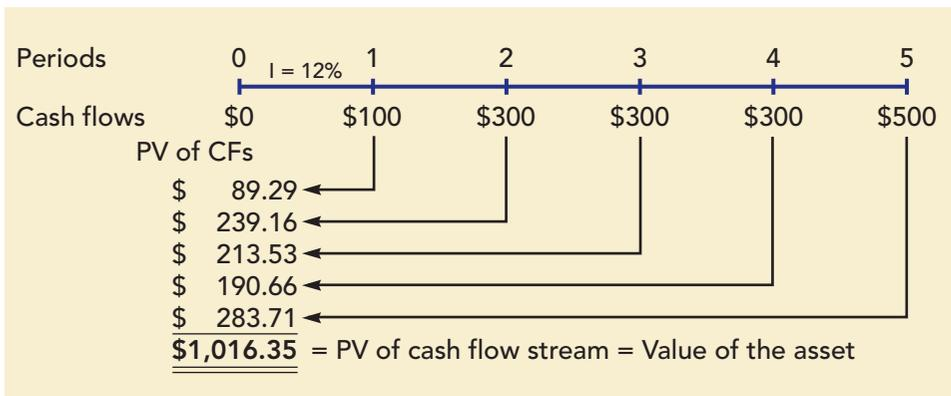 Periods 0 1 2 3 4 5
I = 12%
Cash flows $0 $100 $300 $300 $300 $500
PV of CFs
$ 89.29
$ 239.16
$ 213.53
$ 190.66
$ 283.71
$1,016.35 = PV of cash flow stream = Value of the asset